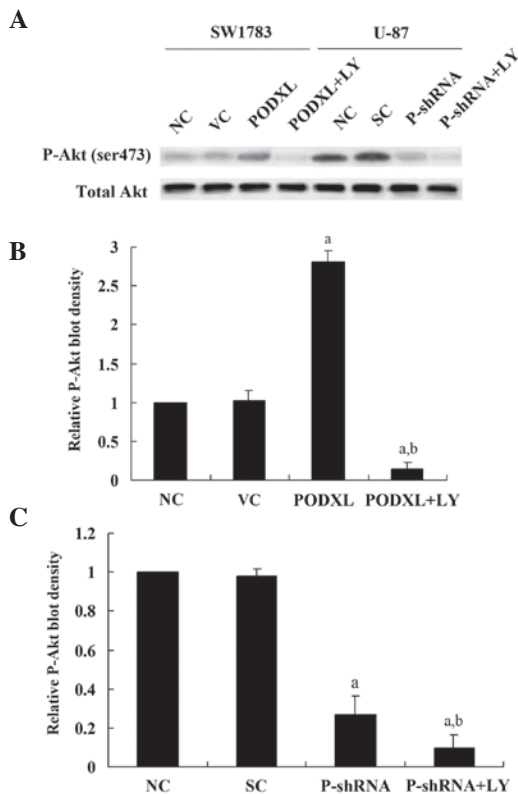 A
SW1783 U-87
NC VC PODXL PODXL+LY NC SC P-shRNA P-shRNA+LY
P-Akt (ser473)
Total Akt
B
Relative P-Akt blot density
3
2.5
2
1.5
1
0.5
0
a
a,b
NC VC PODXL PODXL+LY
C
Relative P-Akt blot density
1.2
1
0.8
0.6
0.4
0.2
0
a
a,b
NC SC P-shRNA P-shRNA+LY